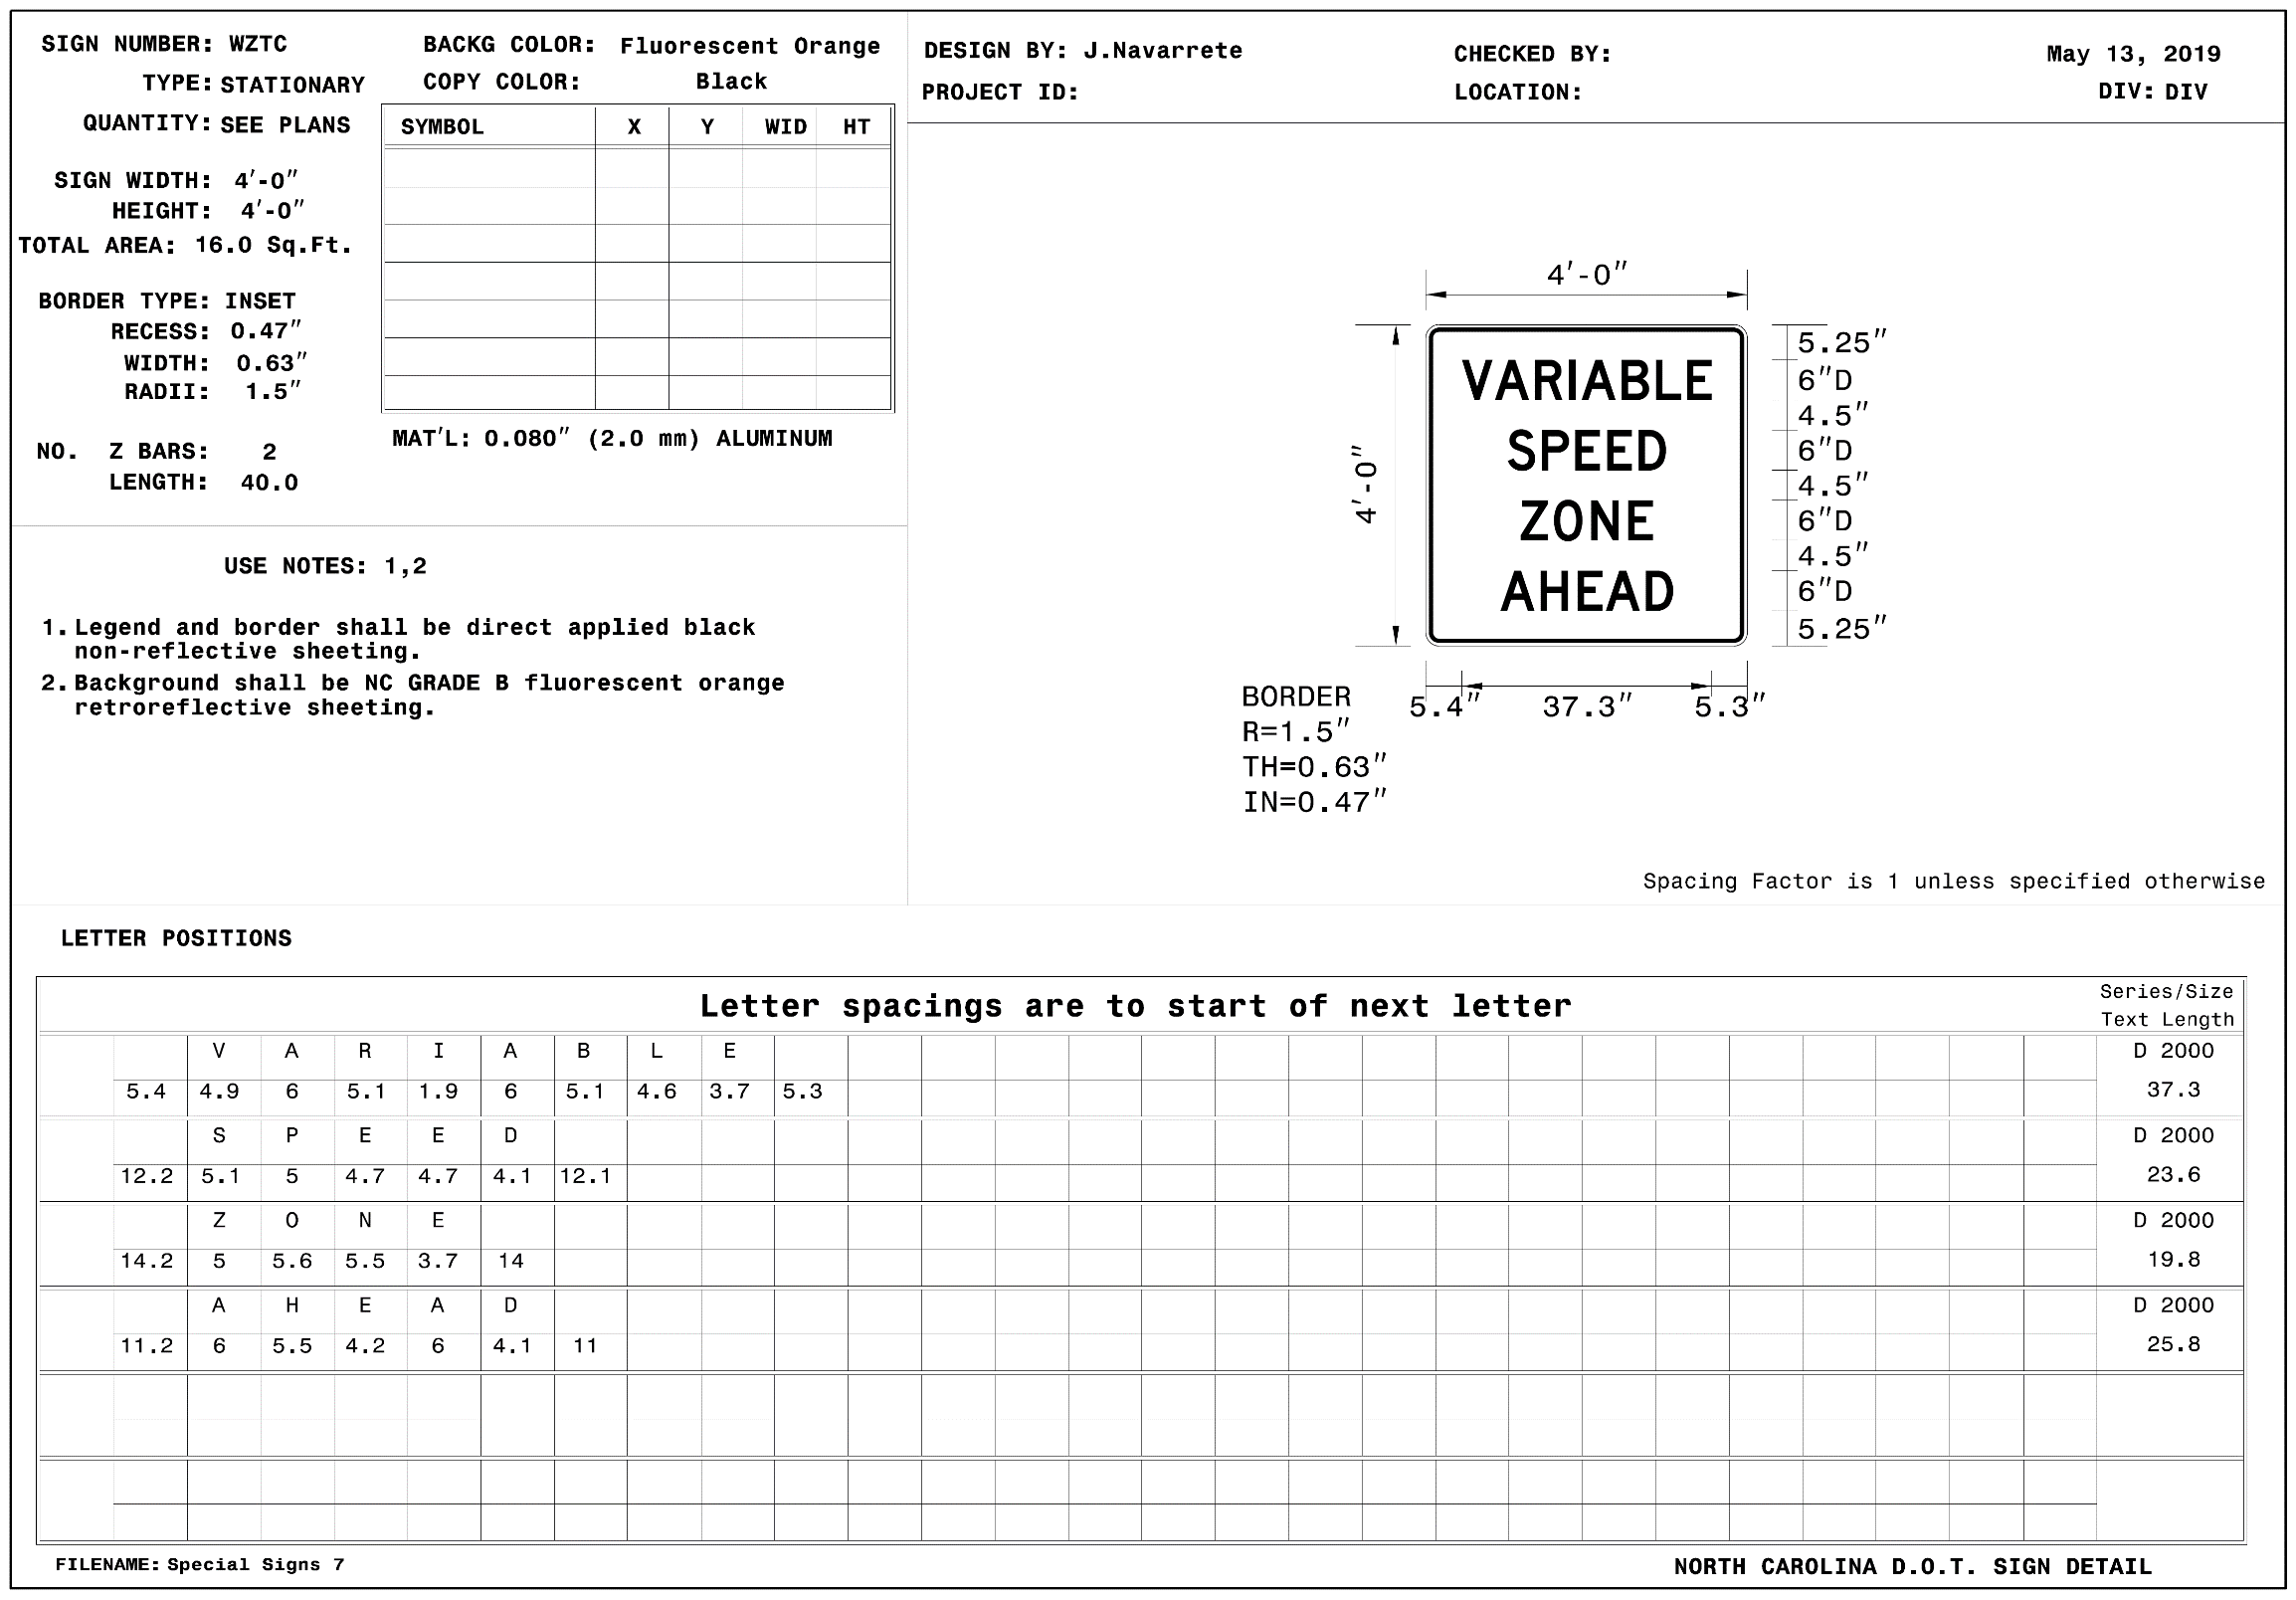 SIGN NUMBER: WZTC
TYPE: STATIONARY
QUANTITY: SEE PLANS
SIGN WIDTH: 4'-0"
HEIGHT: 4'-0"
TOTAL AREA: 16.0 Sq.Ft.
BORDER TYPE: INSET
RECESS: 0.47"
WIDTH: 0.63"
RADII: 1.5"
NO. Z BARS: 2
LENGTH: 40.0
BACKG COLOR: Fluorescent Orange
COPY COLOR: Black
SYMBOL X Y WID HT
MAT'L: 0.080" (2.0 mm) ALUMINUM
USE NOTES: 1,2
1. Legend and border shall be direct applied black
non-reflective sheeting.
2. Background shall be NC GRADE B fluorescent orange
retroreflective sheeting.
DESIGN BY: J.Navarrete
CHECKED BY:
May 13, 2019
PROJECT ID:
LOCATION:
DIV: DIV
4'-0"
4'-0"
VARIABLE
SPEED
ZONE
AHEAD
5.25"
6"D
4.5"
6"D
4.5"
6"D
4.5"
6"D
5.25"
5.4" 37.3" 5.3"
BORDER
R=1.5"
TH=0.63"
IN=0.47"
Spacing Factor is 1 unless specified otherwise
LETTER POSITIONS
Letter spacings are to start of next letter
Series/Size
Text Length
V A R I A B L E D 2000
5.4 4.9 6 5.1 1.9 6 5.1 4.6 3.7 5.3 37.3
S P E E D D 2000
12.2 5.1 5 4.7 4.7 4.1 12.1 23.6
Z O N E D 2000
14.2 5 5.6 5.5 3.7 14 19.8
A H E A D D 2000
11.2 6 5.5 4.2 6 4.1 11 25.8
FILENAME: Special Signs 7
NORTH CAROLINA D.O.T. SIGN DETAIL